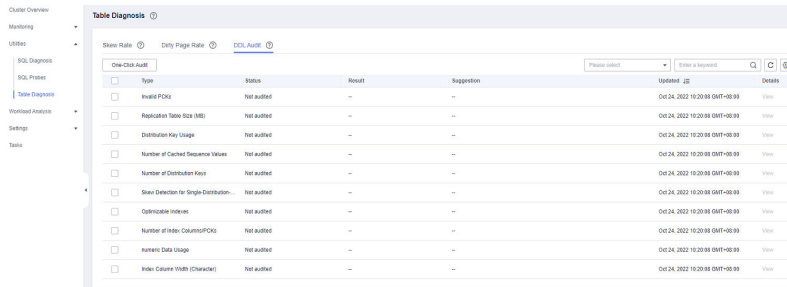 Cluster Overview
Monitoring
Utilities
SQL Diagnosis
SQL Probes
Table Diagnosis
Workload Analysis
Settings
Tasks
Table Diagnosis
Skew Rate Dirty Page Rate DDL Audit
One-Click Audit Please select Enter a keyword
Type Status Result Suggestion Updated Details
Invalid PCKs Not audited -- -- Oct 24, 2022 10:20:08 GMT+08:00 View
Replication Table Size (MB) Not audited -- -- Oct 24, 2022 10:20:08 GMT+08:00 View
Distribution Key Usage Not audited -- -- Oct 24, 2022 10:20:08 GMT+08:00 View
Number of Cached Sequence Values Not audited -- -- Oct 24, 2022 10:20:08 GMT+08:00 View
Number of Distribution Keys Not audited -- -- Oct 24, 2022 10:20:08 GMT+08:00 View
Skew Detection for Single-Distribution-... Not audited -- -- Oct 24, 2022 10:20:08 GMT+08:00 View
Optimizable Indexes Not audited -- -- Oct 24, 2022 10:20:08 GMT+08:00 View
Number of Index Columns/PCKs Not audited -- -- Oct 24, 2022 10:20:08 GMT+08:00 View
numeric Data Usage Not audited -- -- Oct 24, 2022 10:20:08 GMT+08:00 View
Index Column Width (Character) Not audited -- -- Oct 24, 2022 10:20:08 GMT+08:00 View